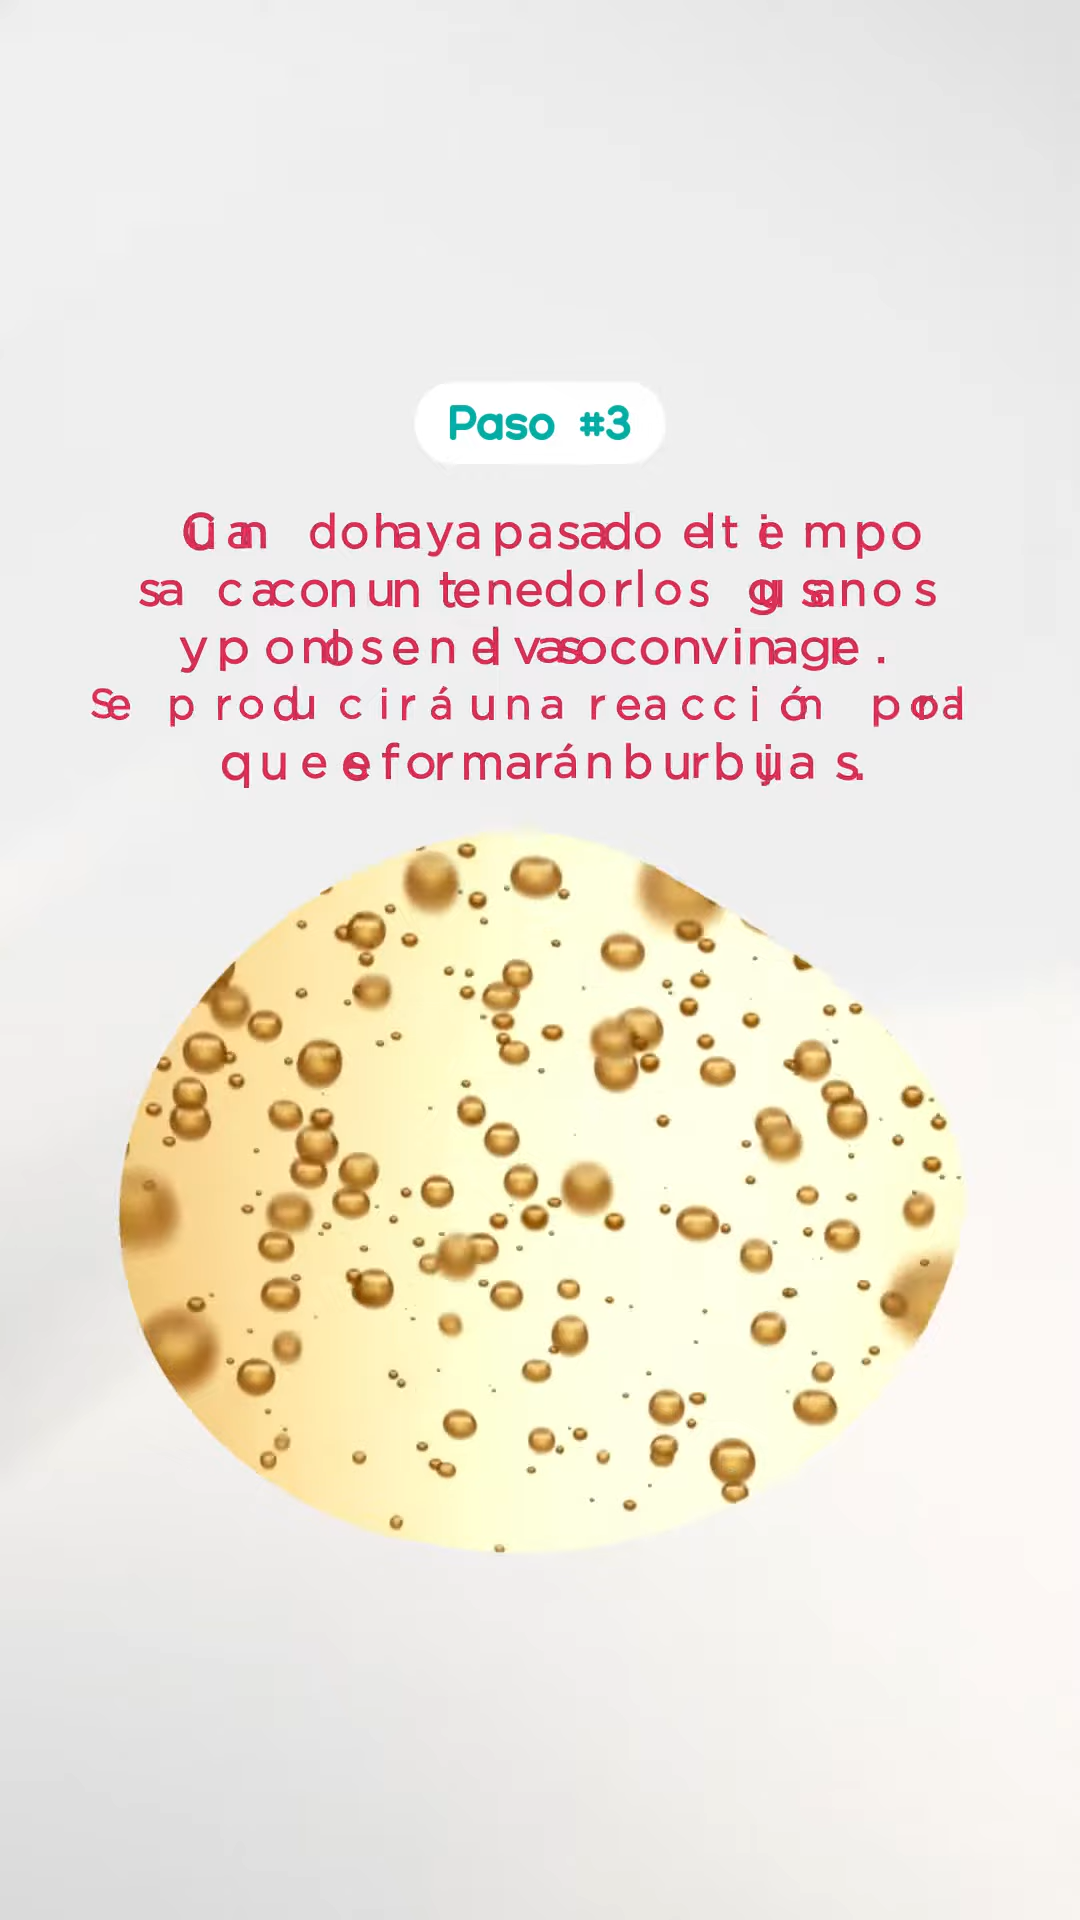 Paso #3
Cuando haya pasado el tiempo
saca con un tenedor los gusanos
y ponlos en el vaso con vinagre.
Se producirá una reacción por la
que se formarán burbujas.